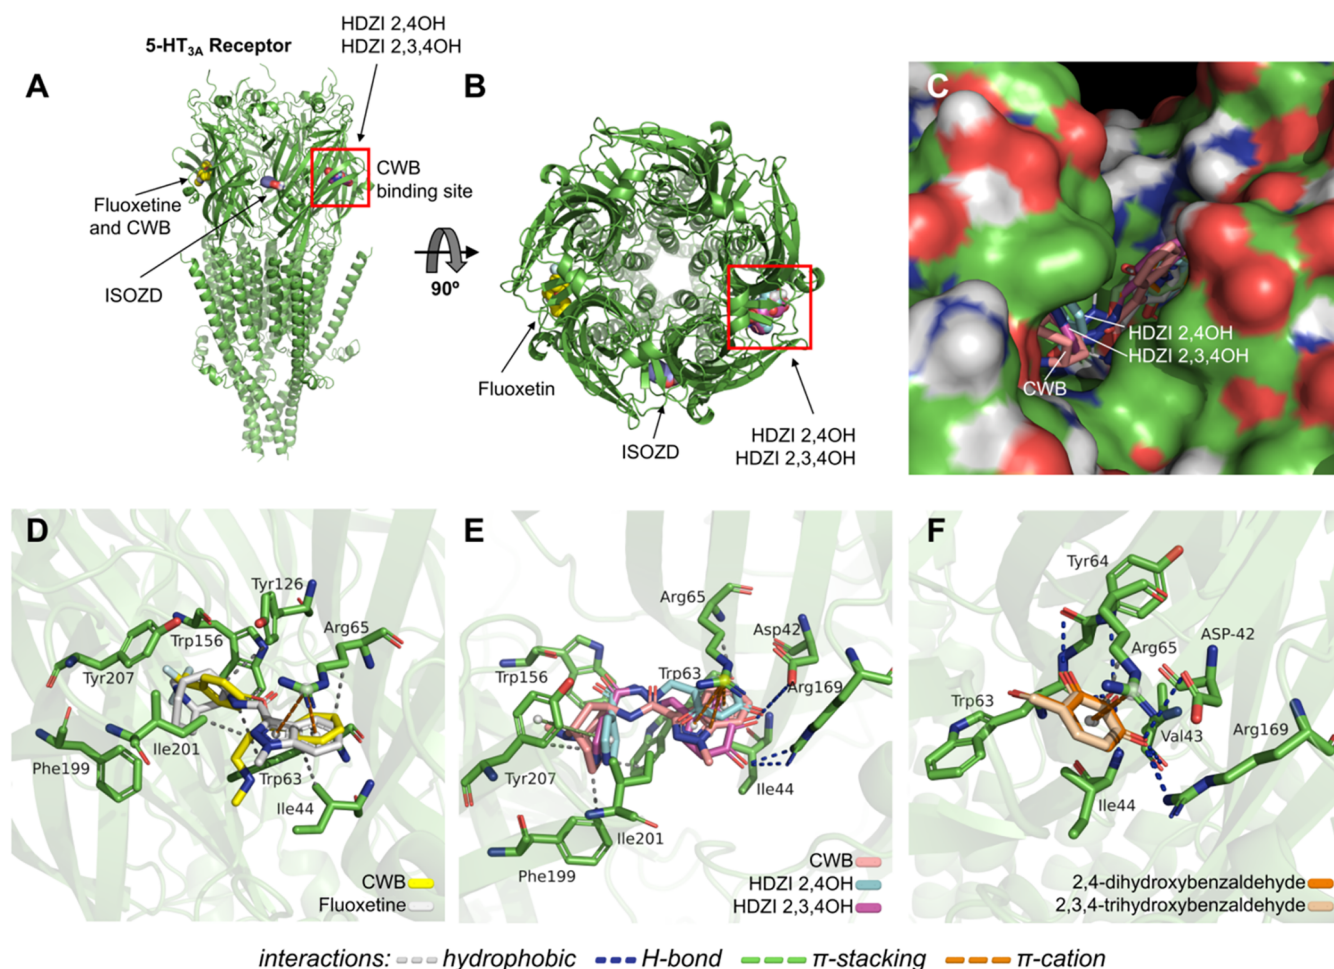 HDZI 2,4OH
HDZI 2,3,4OH
5-HT3A Receptor
A
Fluoxetine
and CWB
ISOZD
CWB
binding site
90º
B
Fluoxetin
ISOZD
HDZI 2,4OH
HDZI 2,3,4OH
C
HDZI 2,4OH
HDZI 2,3,4OH
CWB
D
Tyr126
Arg65
Trp156
Tyr207
Ile201
Phe199
Trp63
Ile44
CWB
Fluoxetine
E
Arg65
Asp42
Trp63
Trp156
Arg169
Tyr207
Ile44
Ile201
Phe199
CWB
HDZI 2,4OH
HDZI 2,3,4OH
F
Tyr64
ASP-42
Arg65
Trp63
Val43
Arg169
Ile44
2,4-dihydroxybenzaldehyde
2,3,4-trihydroxybenzaldehyde
interactions: hydrophobic H-bond π-stacking π-cation